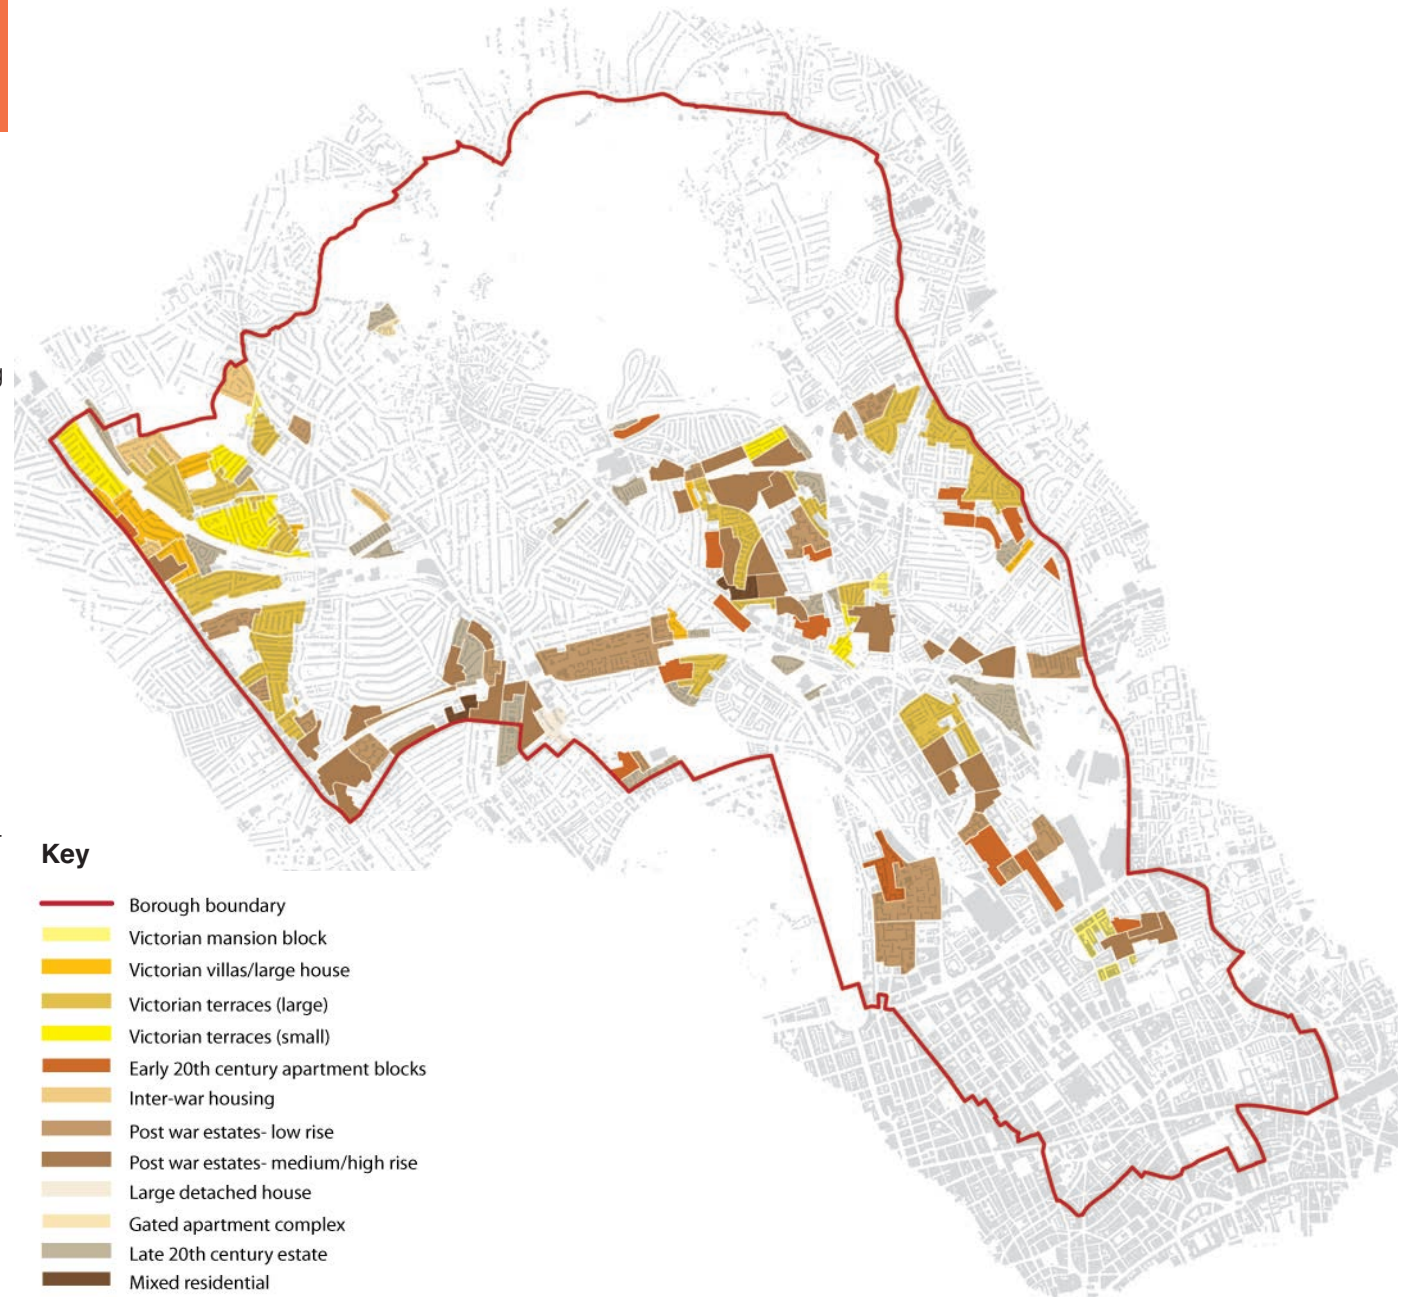 Key
Borough boundary
Victorian mansion block
Victorian villas/large house
Victorian terraces (large)
Victorian terraces (small)
Early 20th century apartment blocks
Inter-war housing
Post war estates- low rise
Post war estates- medium/high rise
Large detached house
Gated apartment complex
Late 20th century estate
Mixed residential